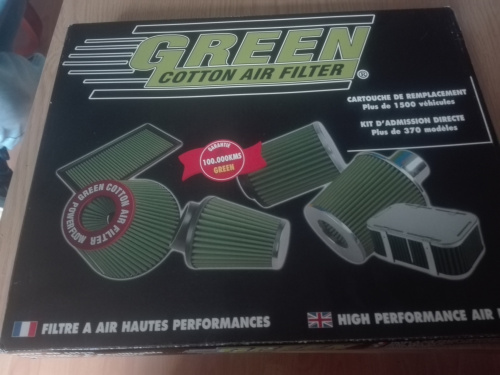 GREEN
COTTON AIR FILTER®
CARTOUCHE DE REMPLACEMENT
Plus de 1500 véhicules
KIT D'ADMISSION DIRECTE
Plus de 370 modèles
GARANTIE
100.000KMS
GREEN
GREEN COTTON AIR FILTER
FILTRE A AIR HAUTES PERFORMANCES
HIGH PERFORMANCE AIR